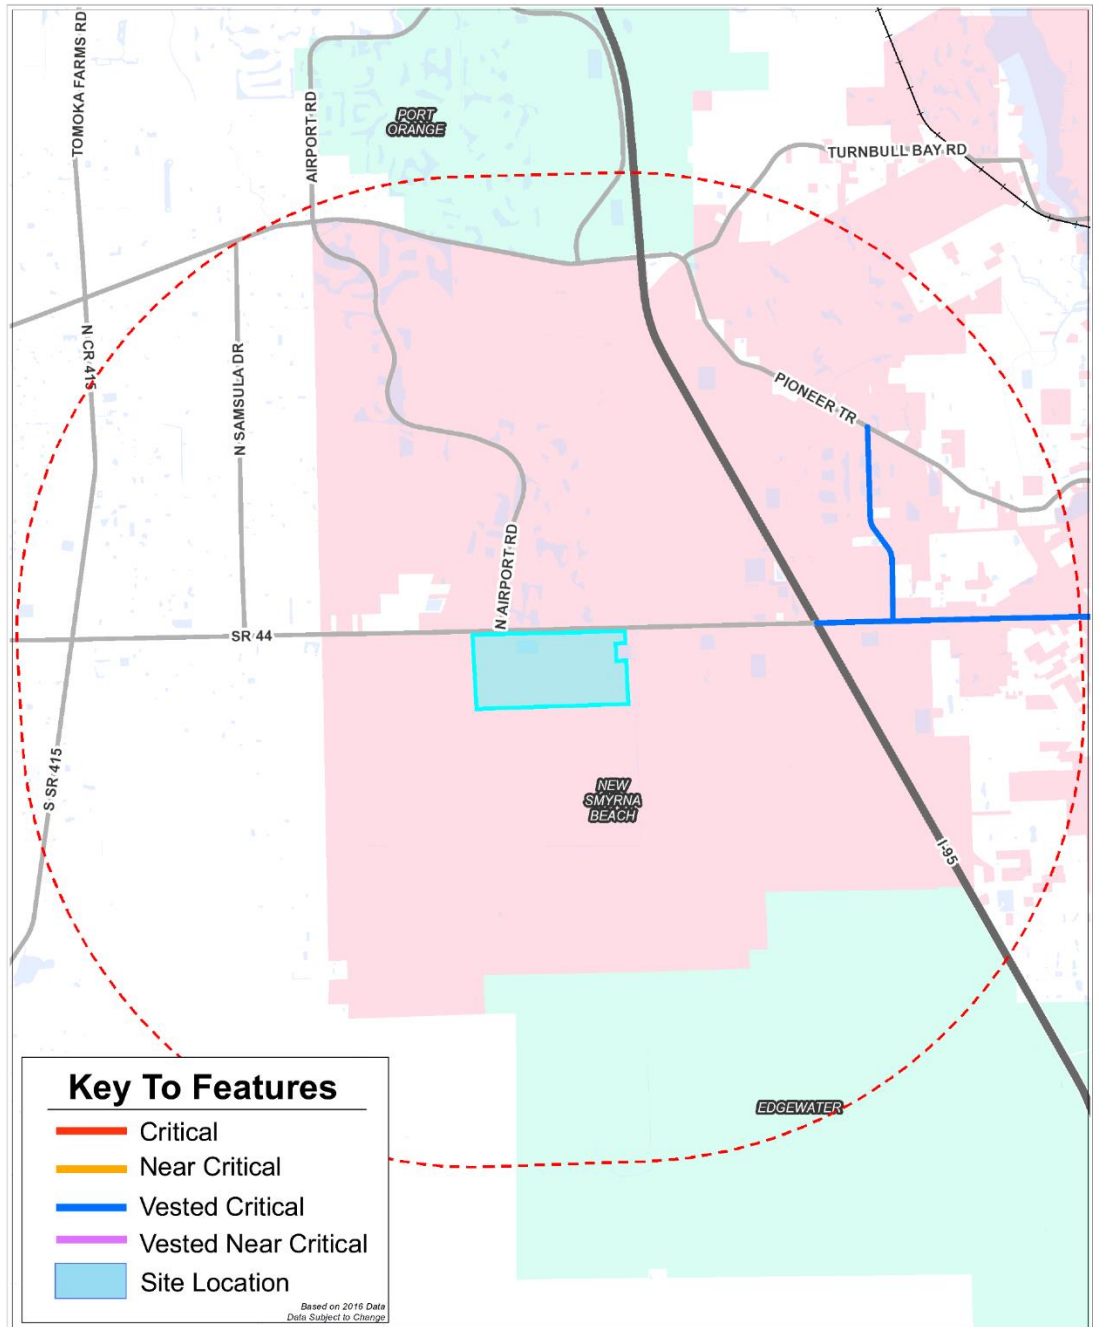 TOMOKA FARMS RD
AIRPORT RD
PORT
ORANGE
TURNBULL BAY RD
N CR 415
N SAMSULA DR
PIONEER TR
N AIRPORT RD
SR 44
S SR 415
NEW
SMYRNA
BEACH
I-95
EDGEWATER
Key To Features
Critical
Near Critical
Vested Critical
Vested Near Critical
Site Location
Based on 2016 Data
Data Subject to Change